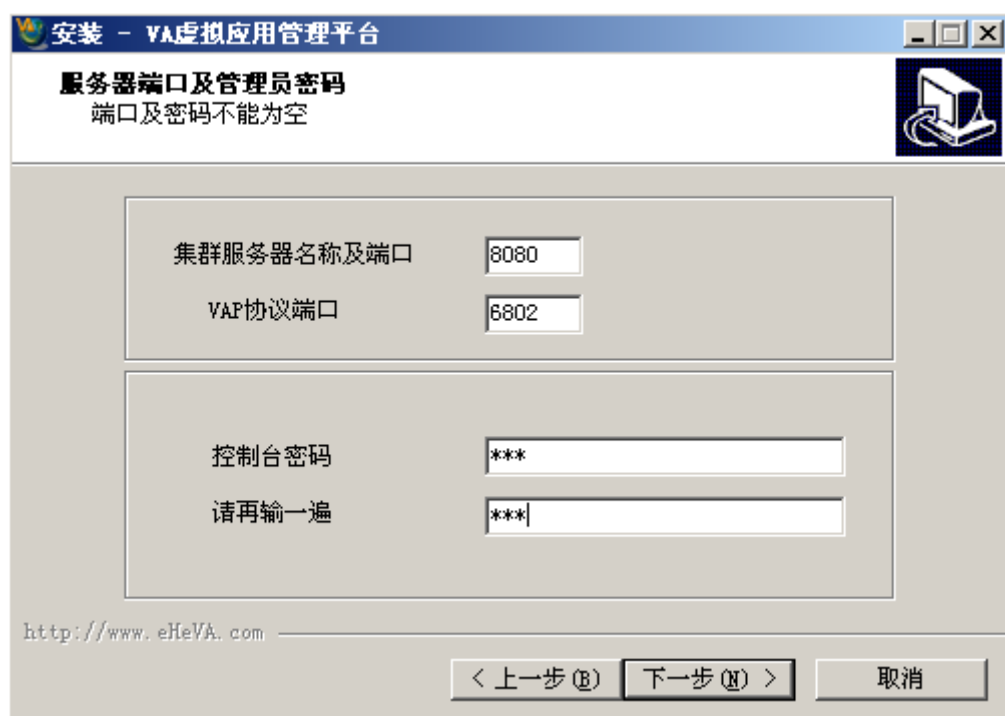 安装 - VA虚拟应用管理平台
服务器端口及管理员密码
端口及密码不能为空
集群服务器名称及端口 8080
VAP协议端口 6802
控制台密码 ***
请再输一遍 ***
http://www.eHeVA.com
< 上一步(B) 下一步(N) > 取消